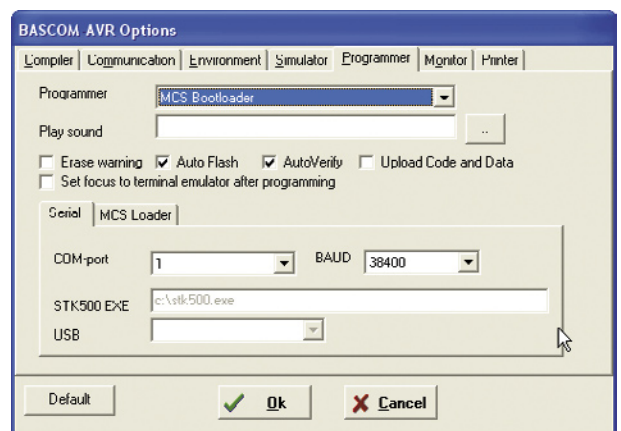 BASCOM AVR Options
Compiler Communication Environment Simulator Programmer Monitor Printer
Programmer MCS Bootloader
Play sound ..
Erase warning Auto Flash AutoVerify Upload Code and Data
Set focus to terminal emulator after programming
Serial MCS Loader
COM-port 1 BAUD 38400
STK500 EXE c:\stk500.exe
USB
Default Ok Cancel